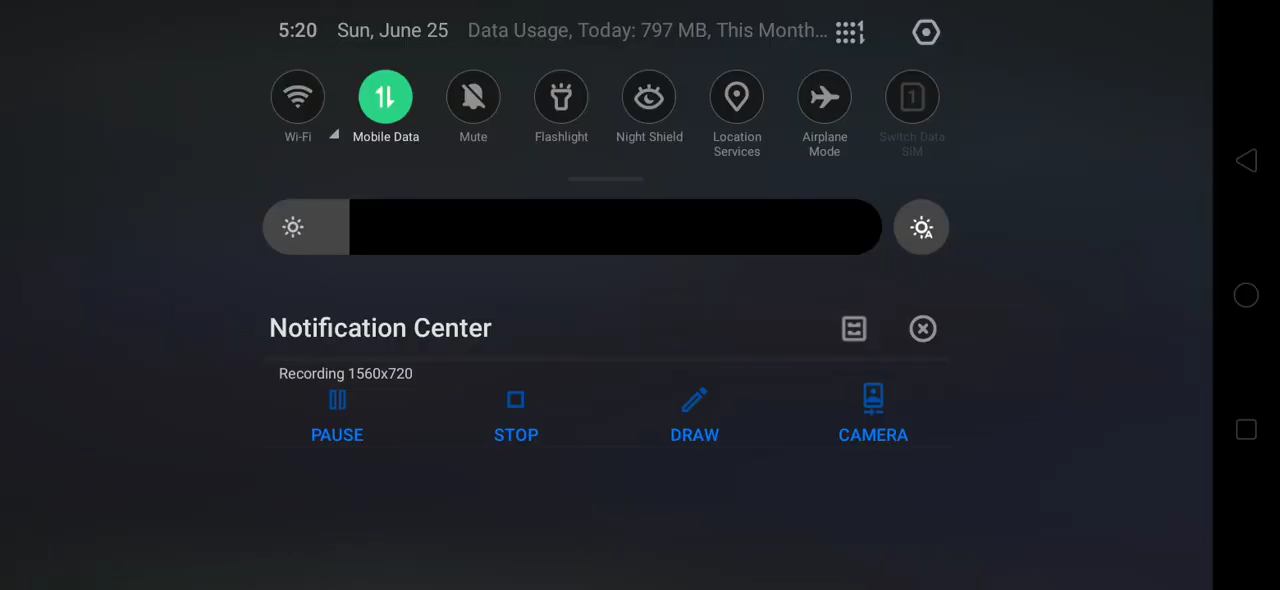 5:20 Sun, June 25 Data Usage, Today: 797 MB, This Month...
Wi-Fi Mobile Data Mute Flashlight Night Shield Location Services Airplane Mode Switch Data SIM
Notification Center
Recording 1560x720
PAUSE STOP DRAW CAMERA